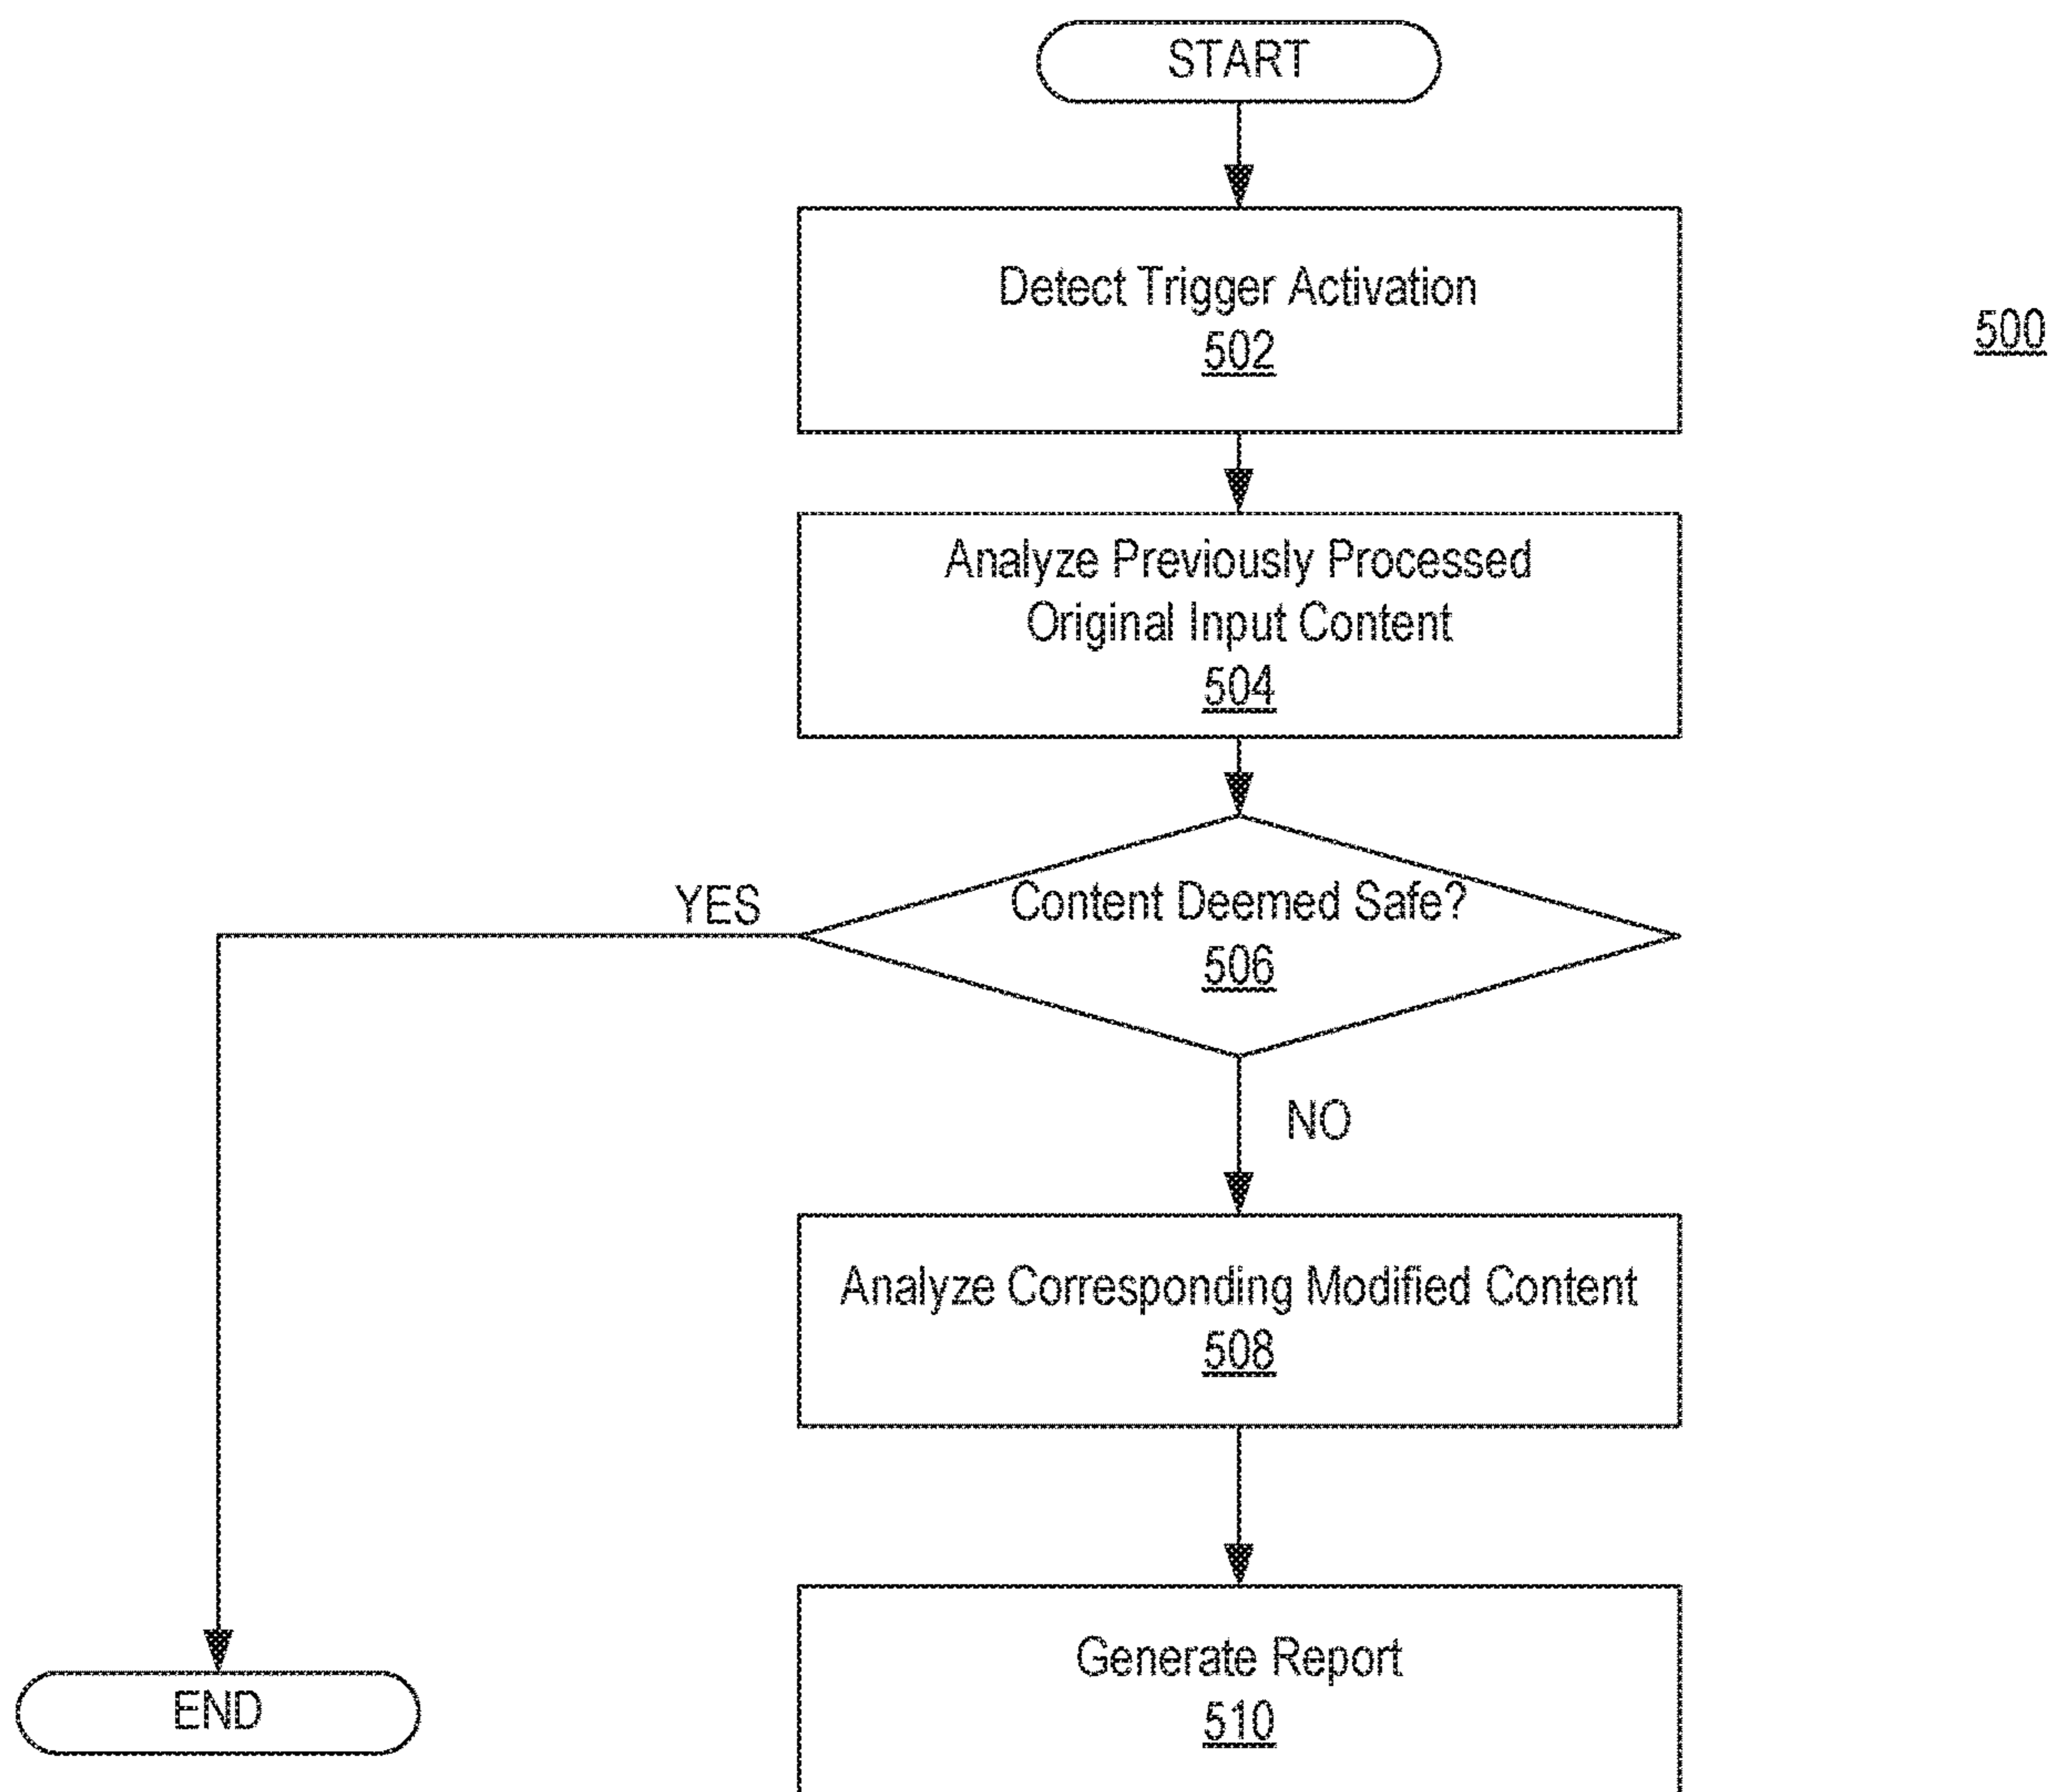 START
Detect Trigger Activation
502
500
Analyze Previously Processed
Original Input Content
504
YES
Content Deemed Safe?
506
NO
Analyze Corresponding Modified Content
508
Generate Report
510
END